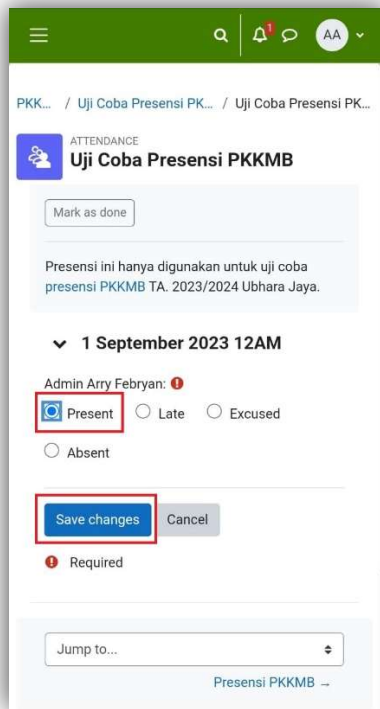 1
AA
PKK... / Uji Coba Presensi PK... / Uji Coba Presensi PK...
ATTENDANCE
Uji Coba Presensi PKKMB
Mark as done
Presensi ini hanya digunakan untuk uji coba
presensi PKKMB TA. 2023/2024 Ubhara Jaya.
1 September 2023 12AM
Admin Arry Febryan:
Present Late Excused
Absent
Save changes Cancel
Required
Jump to...
Presensi PKKMB →